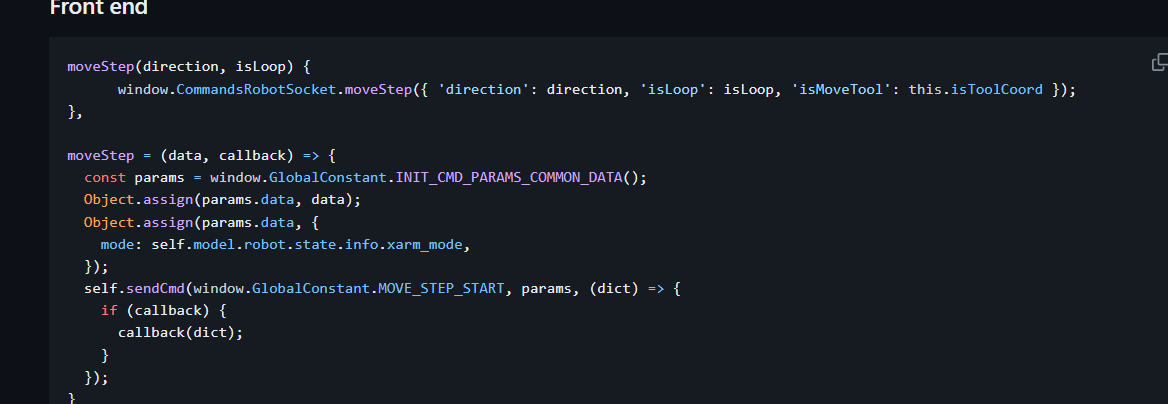 Front end
moveStep(direction, isLoop) {
      window.CommandsRobotSocket.moveStep({ 'direction': direction, 'isLoop': isLoop, 'isMoveTool': this.isToolCoord });
},
moveStep = (data, callback) => {
  const params = window.GlobalConstant.INIT_CMD_PARAMS_COMMON_DATA();
  Object.assign(params.data, data);
  Object.assign(params.data, {
    mode: self.model.robot.state.info.xarm_mode,
  });
  self.sendCmd(window.GlobalConstant.MOVE_STEP_START, params, (dict) => {
    if (callback) {
      callback(dict);
    }
  });
}